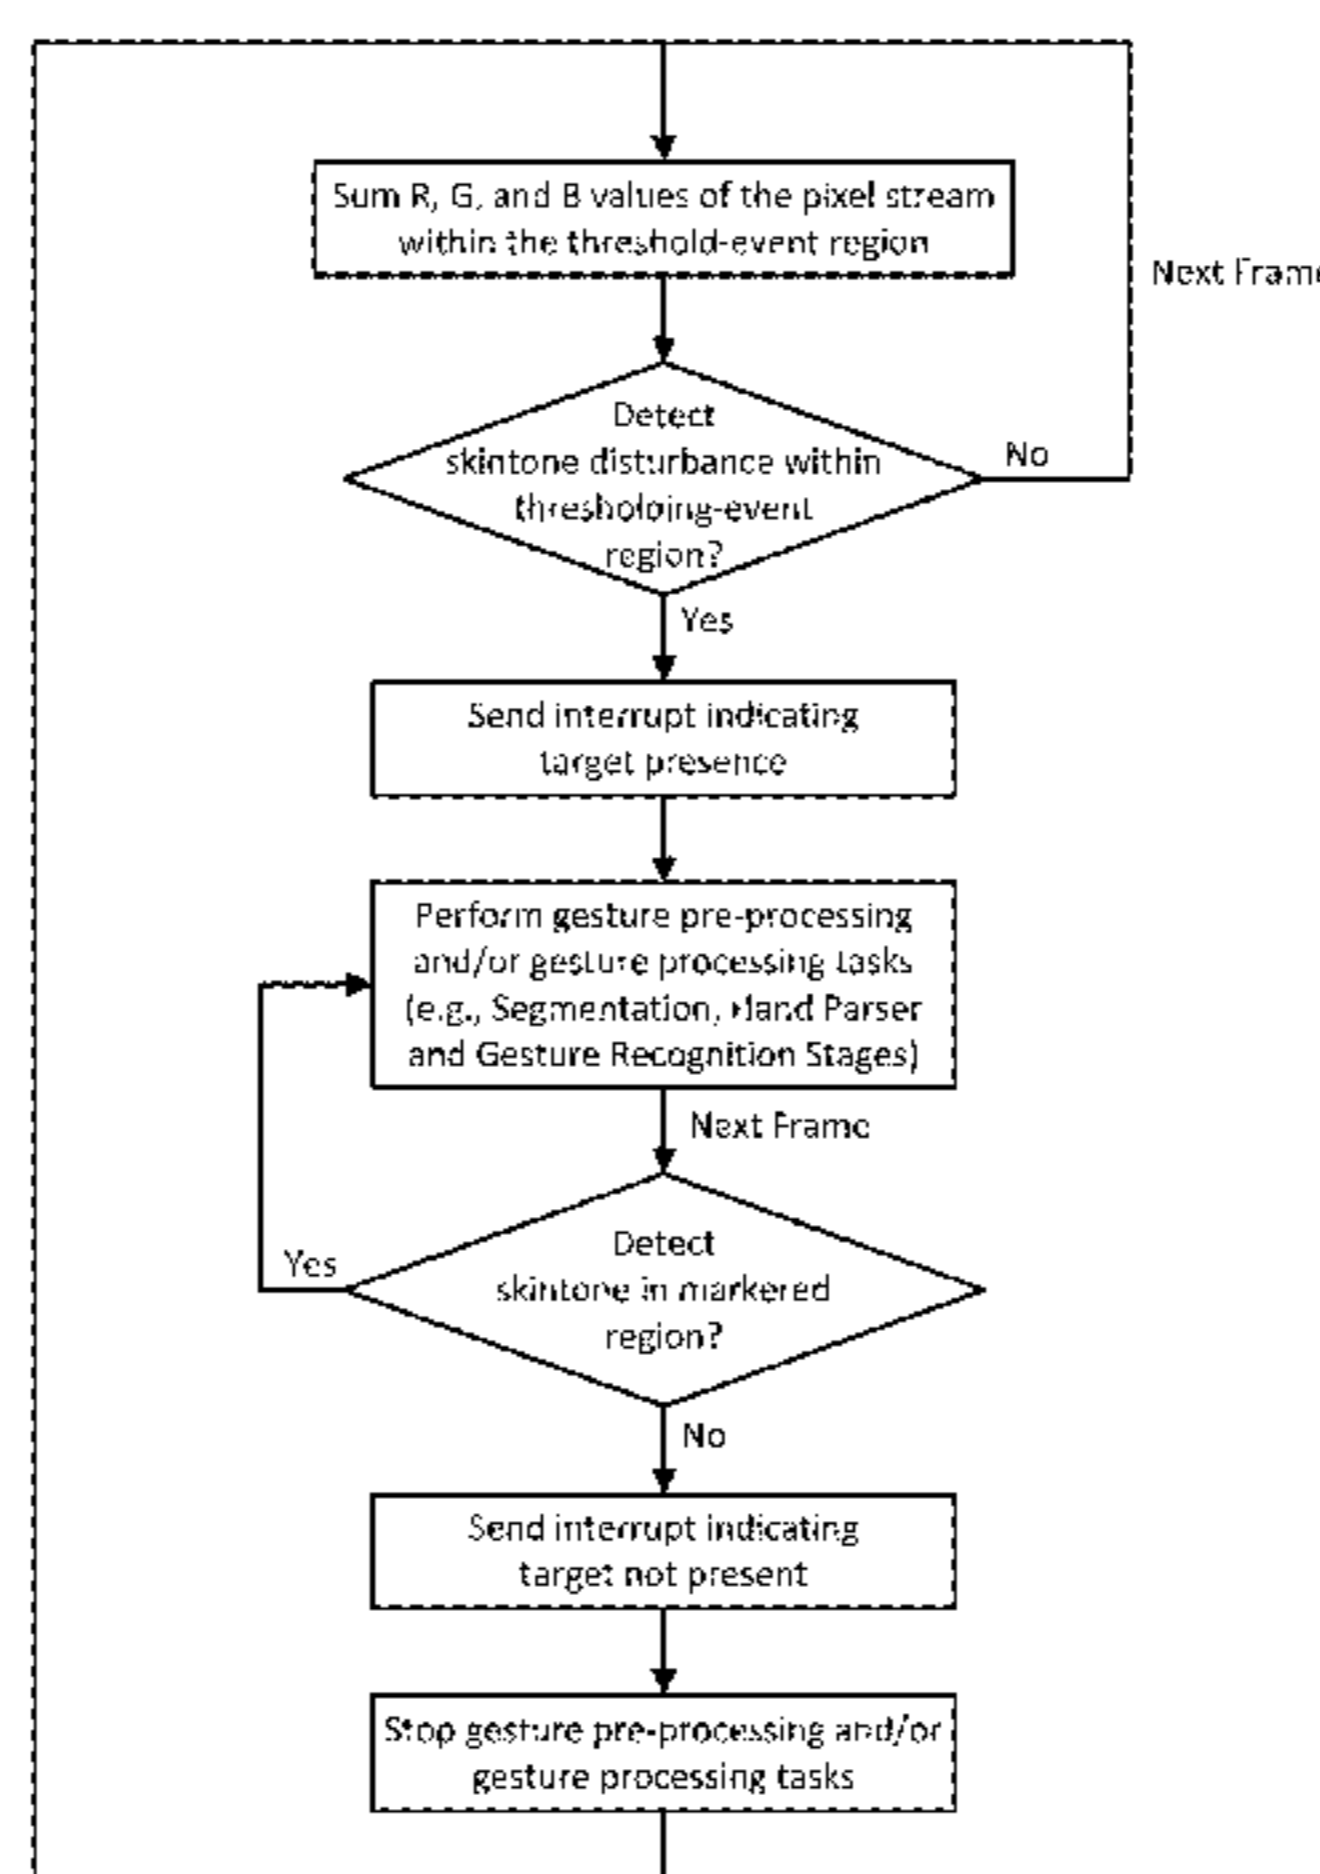 Sum R, G, and B values of the pixel stream
within the threshold-event region
Next Frame
Detect
skintone disturbance within
thresholding-event
region?
No
Yes
Send interrupt indicating
target presence
Perform gesture pre-processing
and/or gesture processing tasks
(e.g., Segmentation, Hand Parser
and Gesture Recognition Stages)
Next Frame
Detect
skintone in markered
region?
Yes
No
Send interrupt indicating
target not present
Stop gesture pre-processing and/or
gesture processing tasks